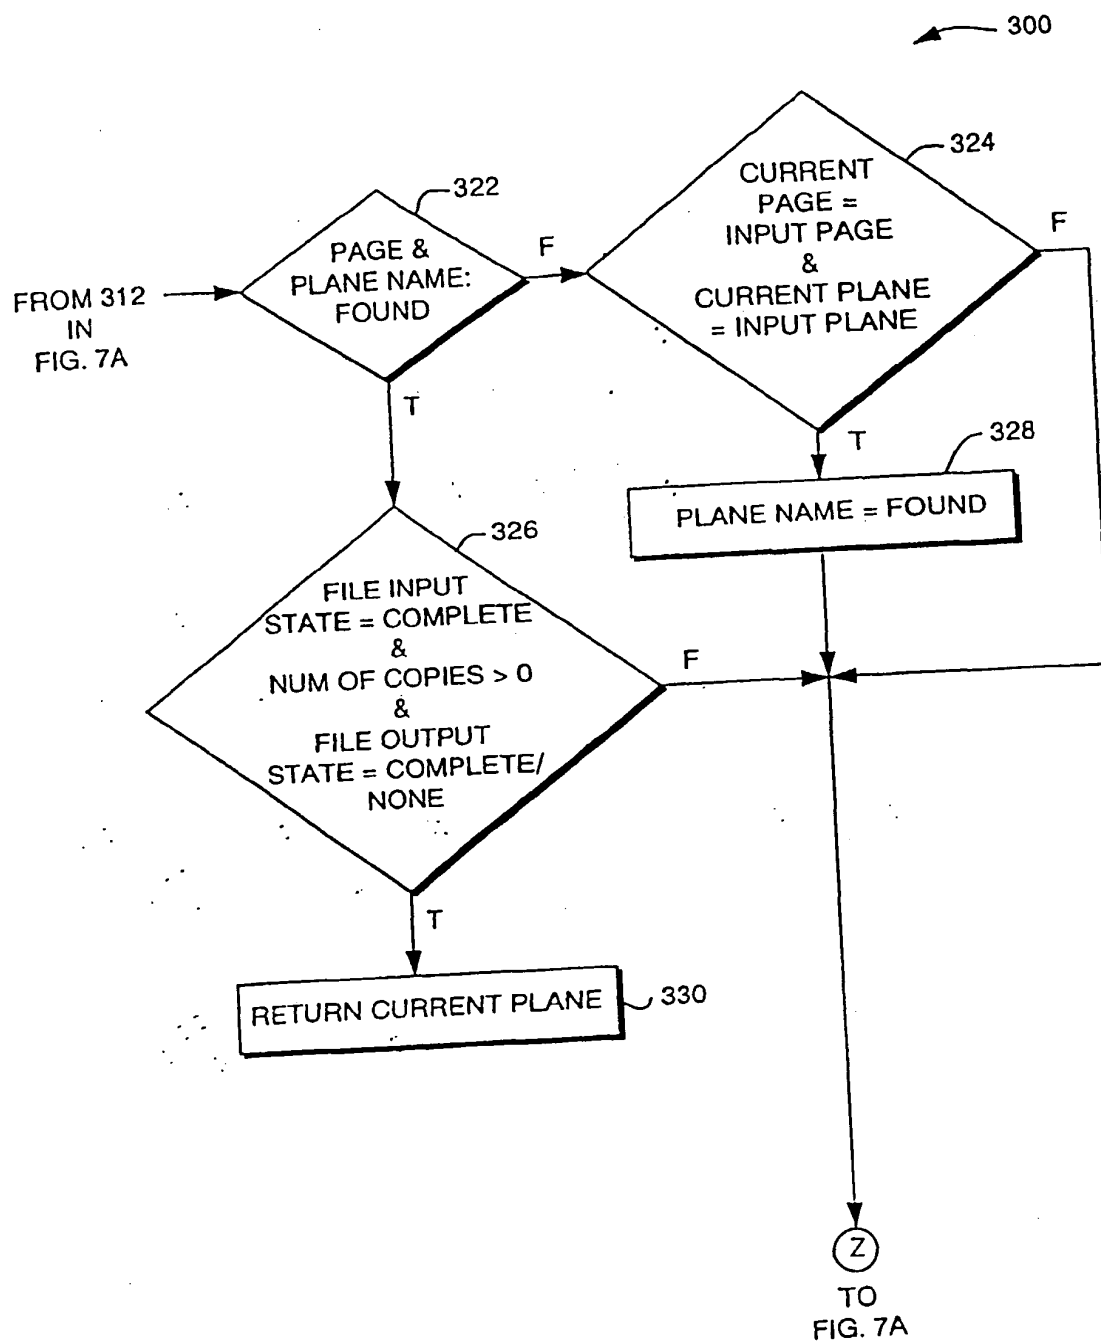 300
324
CURRENT
PAGE =
INPUT PAGE
&
CURRENT PLANE
= INPUT PLANE
F
322
PAGE &
PLANE NAME:
FOUND
F
FROM 312
IN
FIG. 7A
T
T
328
PLANE NAME = FOUND
326
FILE INPUT
STATE = COMPLETE
&
NUM OF COPIES > 0
&
FILE OUTPUT
STATE = COMPLETE/
NONE
F
T
RETURN CURRENT PLANE
330
Z
TO
FIG. 7A